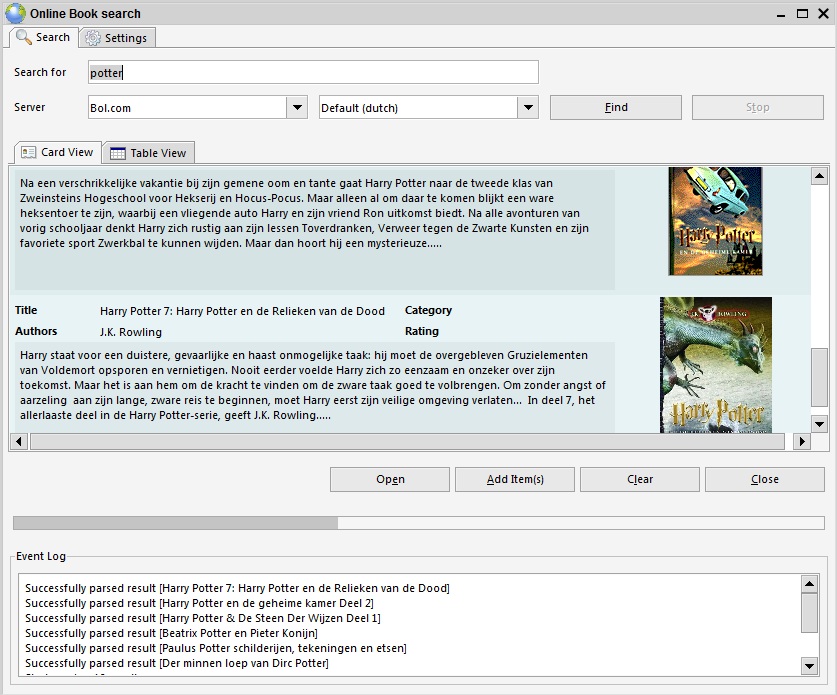 Online Book search
Search
Settings
Search for
potter
Server
Bol.com
Default (dutch)
Find
Stop
Card View
Table View
Na een verschrikkelijke vakantie bij zijn gemene oom en tante gaat Harry Potter naar de tweede klas van
Zweinsteins Hogeschool voor Hekserij en Hocus-Pocus. Maar alleen al om daar te komen blijkt een ware
heksentoer te zijn, waarbij een vliegende auto Harry en zijn vriend Ron uitkomst biedt. Na alle avonturen van
vorig schooljaar denkt Harry zich rustig aan zijn lessen Toverdranken, Verweer tegen de Zwarte Kunsten en zijn
favoriete sport Zwerkbal te kunnen wijden. Maar dan hoort hij een mysterieuze.....
Harry Potter
EN DE GEHEIME KAMER
Title
Harry Potter 7: Harry Potter en de Relieken van de Dood
Category
Authors
J.K. Rowling
Rating
Harry staat voor een duistere, gevaarlijke en haast onmogelijke taak: hij moet de overgebleven Gruzielementen
van Voldemort opsporen en vernietigen. Nooit eerder voelde Harry zich zo eenzaam en onzeker over zijn
toekomst. Maar het is aan hem om de kracht te vinden om de zware taak goed te volbrengen. Om zonder angst of
aarzeling  aan zijn lange, zware reis te beginnen, moet Harry eerst zijn veilige omgeving verlaten...  In deel 7, het
allerlaaste deel in de Harry Potter-serie, geeft J.K. Rowling.....
J.K. ROWLING
Harry Potter
Open
Add Item(s)
Clear
Close
Event Log
Successfully parsed result [Harry Potter 7: Harry Potter en de Relieken van de Dood]
Successfully parsed result [Harry Potter en de geheime kamer Deel 2]
Successfully parsed result [Harry Potter & De Steen Der Wijzen Deel 1]
Successfully parsed result [Beatrix Potter en Pieter Konijn]
Successfully parsed result [Paulus Potter schilderijen, tekeningen en etsen]
Successfully parsed result [Der minnen loep van Dirc Potter]